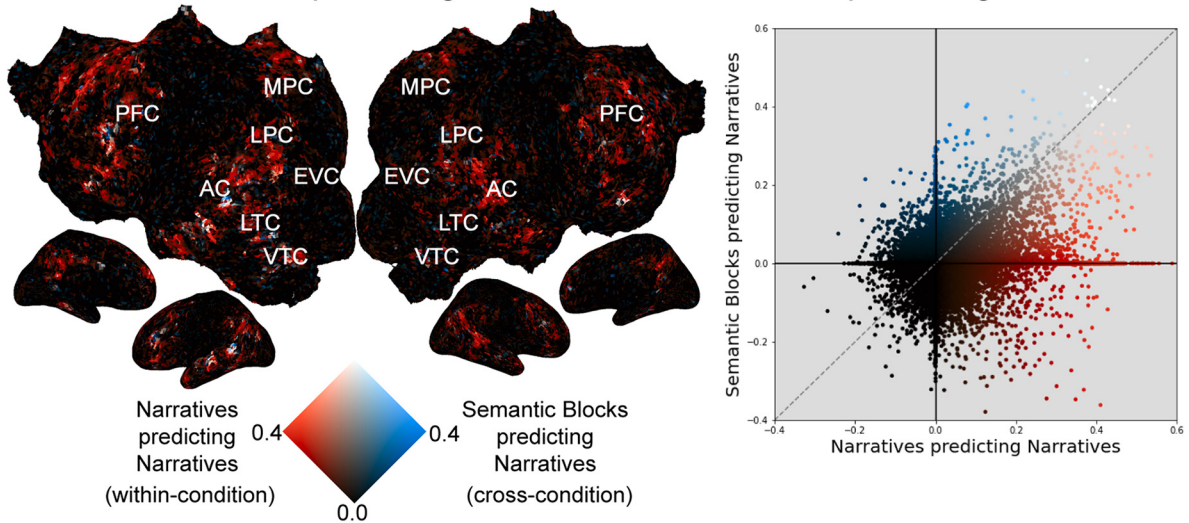 MPC
MPC
PFC
PFC
LPC
LPC
EVC
EVC
AC
AC
LTC
LTC
VTC
VTC
Narratives
predicting
Narratives
(within-condition)
0.4
0.4
0.0
Semantic Blocks
predicting
Narratives
(cross-condition)
Semantic Blocks predicting Narratives
0.6
0.4
0.2
0.0
−0.2
−0.4
−0.4
−0.2
0.0
0.2
0.4
0.6
Narratives predicting Narratives